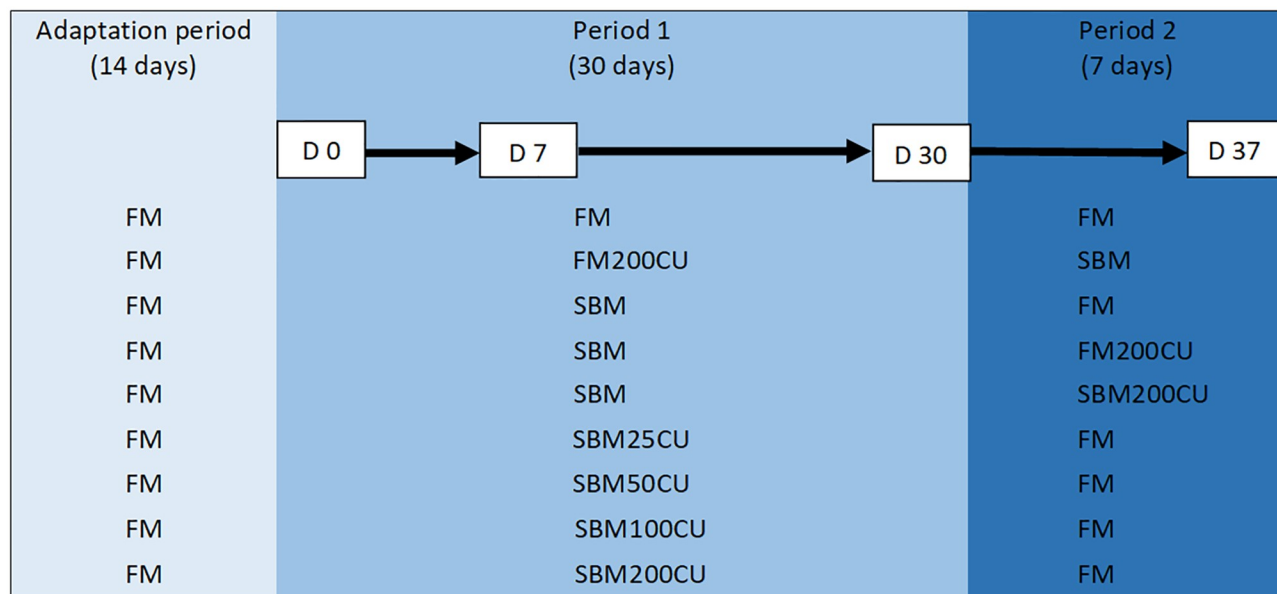 Adaptation period Period 1 Period 2
(14 days) (30 days) (7 days)
D 0 D 7 D 30 D 37
FM FM FM
FM FM200CU SBM
FM SBM FM
FM SBM FM200CU
FM SBM SBM200CU
FM SBM25CU FM
FM SBM50CU FM
FM SBM100CU FM
FM SBM200CU FM